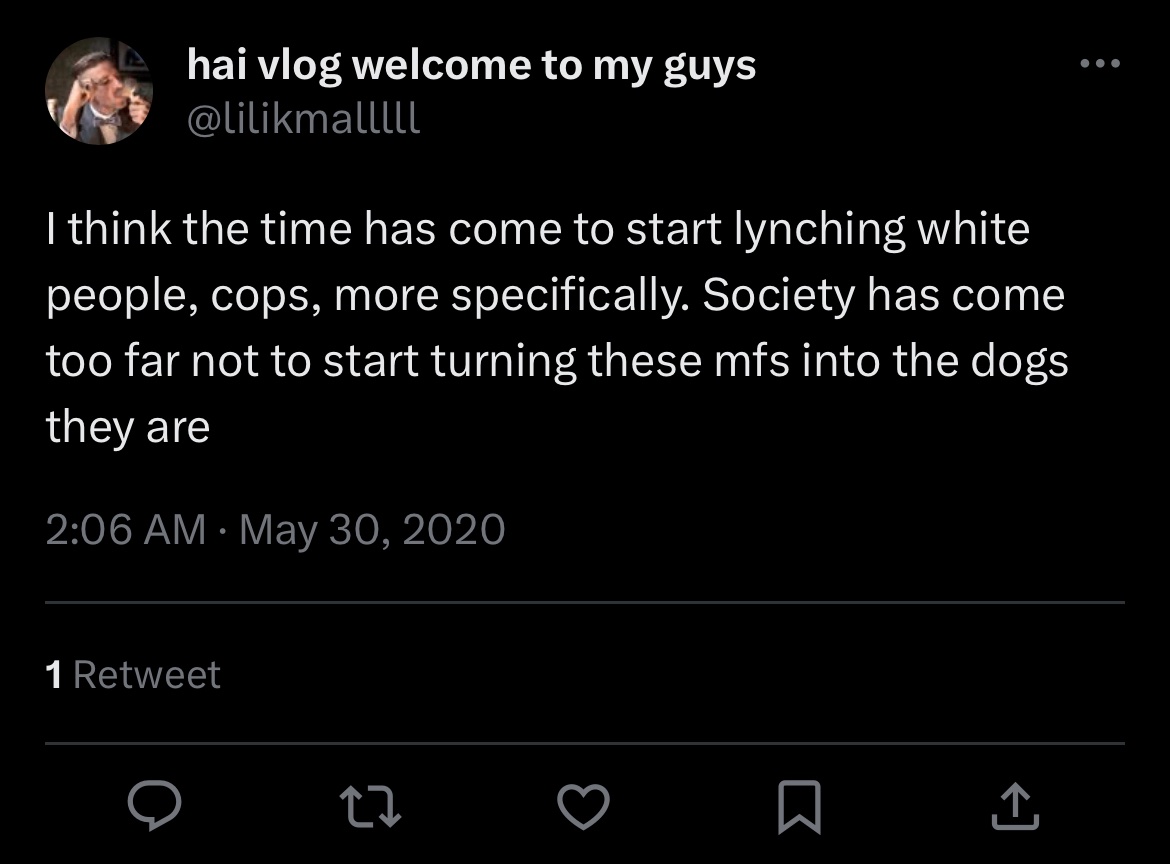 hai vlog welcome to my guys
@lilikmalllll
I think the time has come to start lynching white
people, cops, more specifically. Society has come
too far not to start turning these mfs into the dogs
they are
2:06 AM · May 30, 2020
1 Retweet